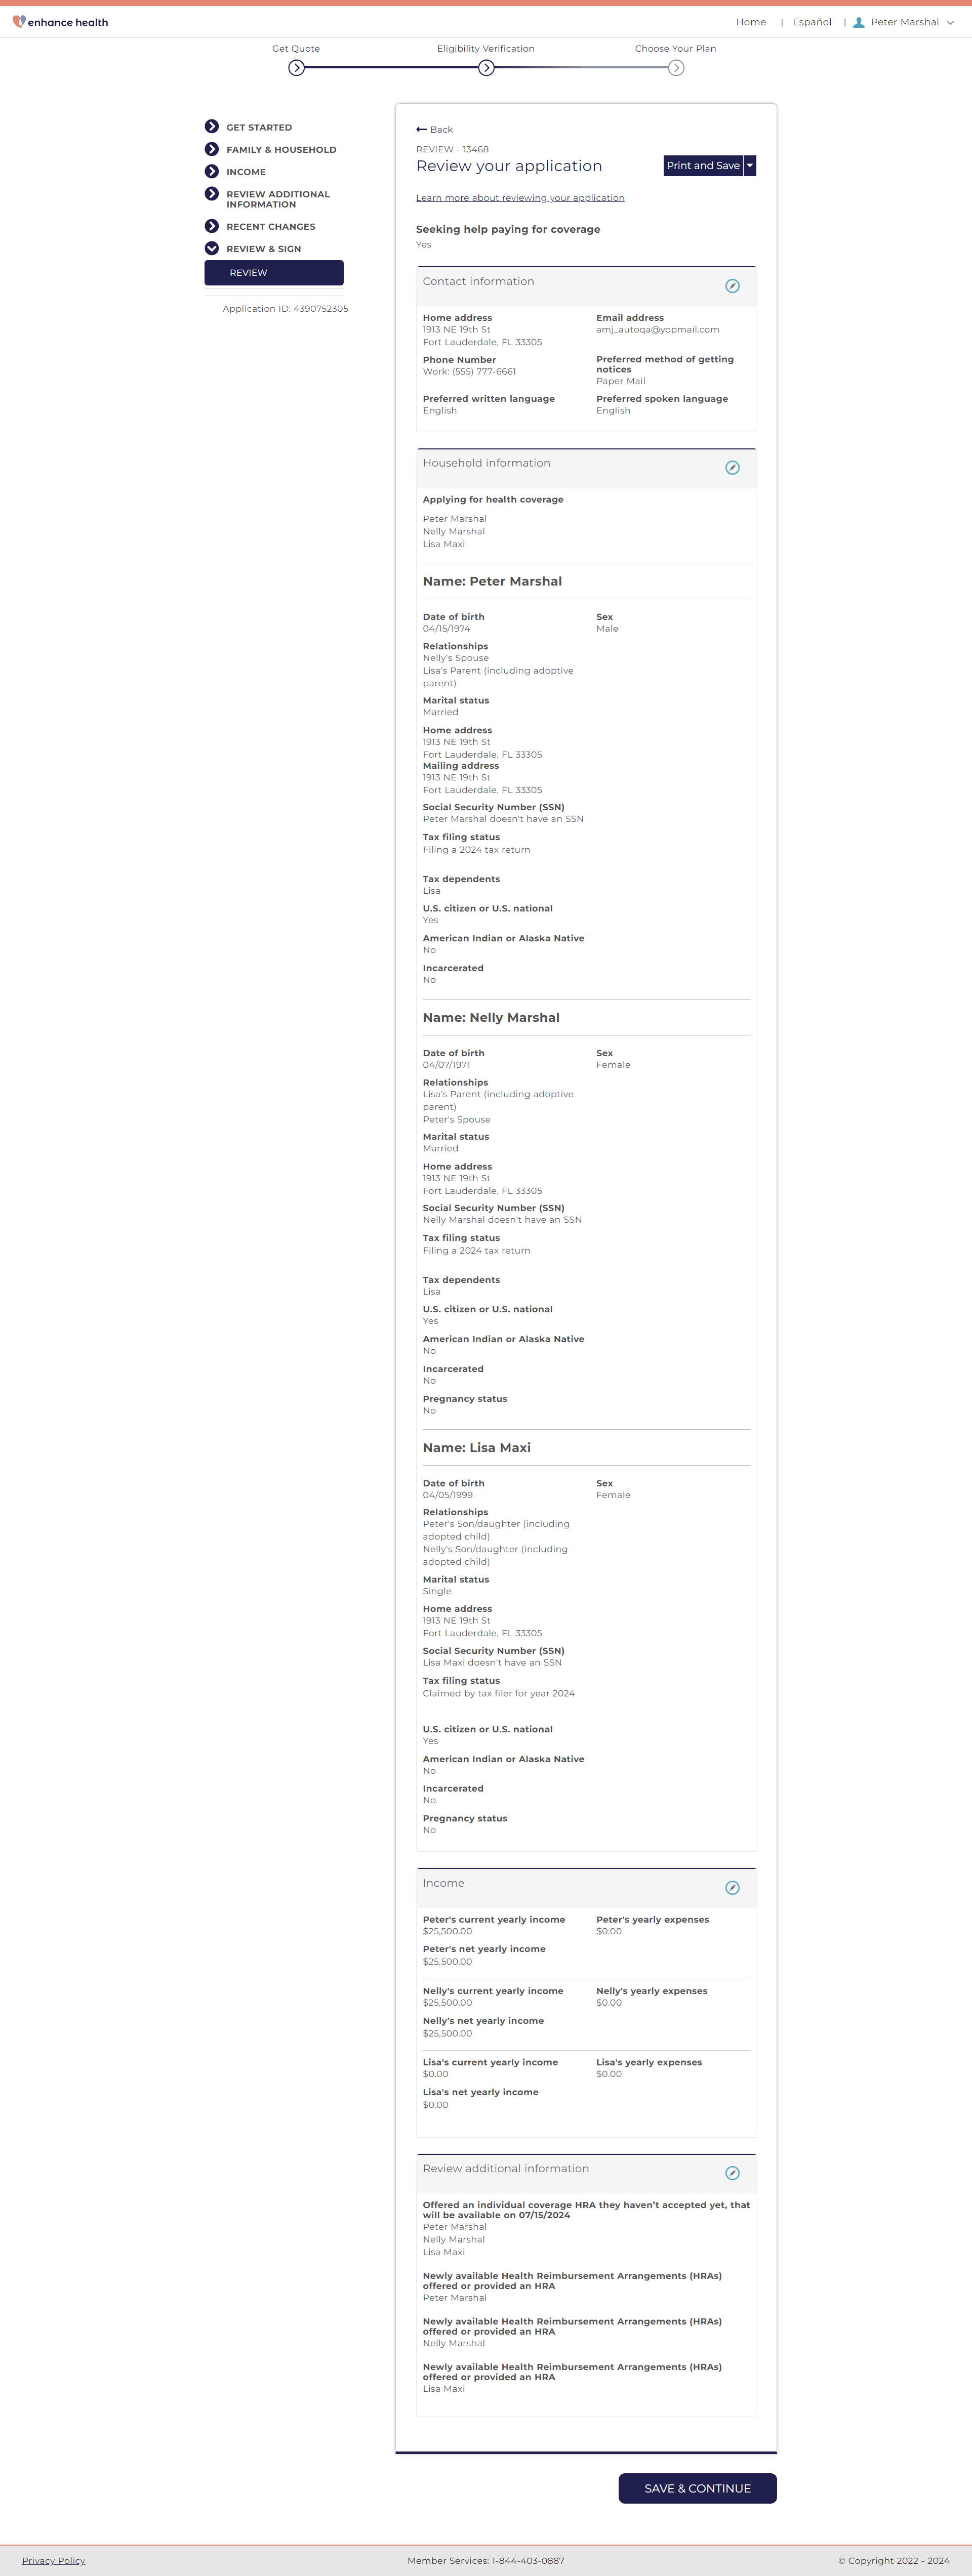 enhance health
Home | Español | Peter Marshal
Get Quote Eligibility Verification Choose Your Plan
GET STARTED
FAMILY & HOUSEHOLD
INCOME
REVIEW ADDITIONAL
INFORMATION
RECENT CHANGES
REVIEW & SIGN
REVIEW
Application ID: 4390752305
Back
REVIEW - 13468
Review your application
Print and Save
Learn more about reviewing your application
Seeking help paying for coverage
Yes
Contact information
Home address
1913 NE 19th St
Fort Lauderdale, FL 33305
Email address
amj_autoqa@yopmail.com
Phone Number
Work: (555) 777-6661
Preferred method of getting
notices
Paper Mail
Preferred written language
English
Preferred spoken language
English
Household information
Applying for health coverage
Peter Marshal
Nelly Marshal
Lisa Maxi
Name: Peter Marshal
Date of birth
04/15/1974
Sex
Male
Relationships
Nelly's Spouse
Lisa's Parent (including adoptive
parent)
Marital status
Married
Home address
1913 NE 19th St
Fort Lauderdale, FL 33305
Mailing address
1913 NE 19th St
Fort Lauderdale, FL 33305
Social Security Number (SSN)
Peter Marshal doesn't have an SSN
Tax filing status
Filing a 2024 tax return
Tax dependents
Lisa
U.S. citizen or U.S. national
Yes
American Indian or Alaska Native
No
Incarcerated
No
Name: Nelly Marshal
Date of birth
04/07/1971
Sex
Female
Relationships
Lisa's Parent (including adoptive
parent)
Peter's Spouse
Marital status
Married
Home address
1913 NE 19th St
Fort Lauderdale, FL 33305
Social Security Number (SSN)
Nelly Marshal doesn't have an SSN
Tax filing status
Filing a 2024 tax return
Tax dependents
Lisa
U.S. citizen or U.S. national
Yes
American Indian or Alaska Native
No
Incarcerated
No
Pregnancy status
No
Name: Lisa Maxi
Date of birth
04/05/1999
Sex
Female
Relationships
Peter's Son/daughter (including
adopted child)
Nelly's Son/daughter (including
adopted child)
Marital status
Single
Home address
1913 NE 19th St
Fort Lauderdale, FL 33305
Social Security Number (SSN)
Lisa Maxi doesn't have an SSN
Tax filing status
Claimed by tax filer for year 2024
U.S. citizen or U.S. national
Yes
American Indian or Alaska Native
No
Incarcerated
No
Pregnancy status
No
Income
Peter's current yearly income
$25,500.00
Peter's yearly expenses
$0.00
Peter's net yearly income
$25,500.00
Nelly's current yearly income
$25,500.00
Nelly's yearly expenses
$0.00
Nelly's net yearly income
$25,500.00
Lisa's current yearly income
$0.00
Lisa's yearly expenses
$0.00
Lisa's net yearly income
$0.00
Review additional information
Offered an individual coverage HRA they haven’t accepted yet, that
will be available on 07/15/2024
Peter Marshal
Nelly Marshal
Lisa Maxi
Newly available Health Reimbursement Arrangements (HRAs)
offered or provided an HRA
Peter Marshal
Newly available Health Reimbursement Arrangements (HRAs)
offered or provided an HRA
Nelly Marshal
Newly available Health Reimbursement Arrangements (HRAs)
offered or provided an HRA
Lisa Maxi
SAVE & CONTINUE
Privacy Policy Member Services: 1-844-403-0887 © Copyright 2022 - 2024